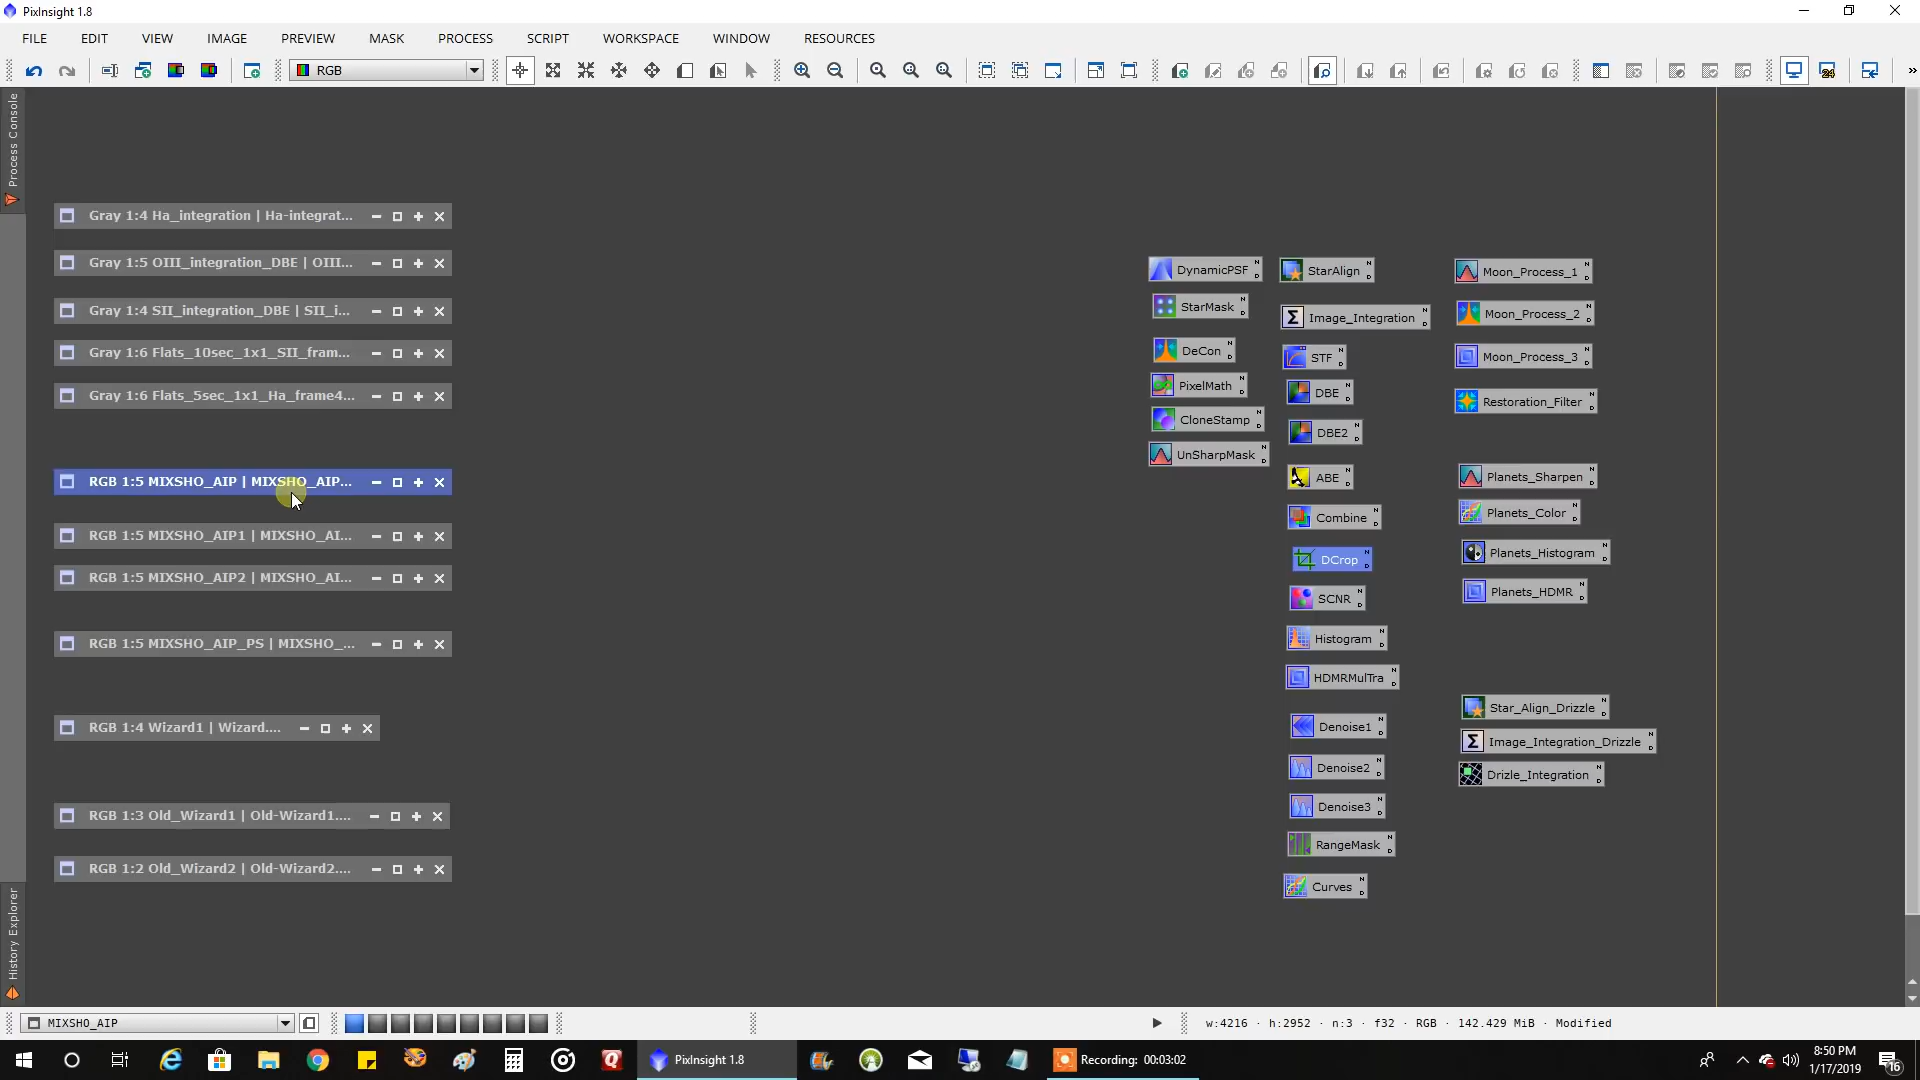 PixInsight 1.8
FILE EDIT VIEW IMAGE PREVIEW MASK PROCESS SCRIPT WORKSPACE WINDOW RESOURCES
RGB
24
Process Console
Gray 1:4 Ha_integration | Ha-integrat...
Gray 1:5 OIII_integration_DBE | OIII...
Gray 1:4 SII_integration_DBE | SII_i...
Gray 1:6 Flats_10sec_1x1_SII_fram...
Gray 1:6 Flats_5sec_1x1_Ha_frame4...
RGB 1:5 MIXSHO_AIP | MIXSHO_AIP...
RGB 1:5 MIXSHO_AIP1 | MIXSHO_AI...
RGB 1:5 MIXSHO_AIP2 | MIXSHO_AI...
RGB 1:5 MIXSHO_AIP_PS | MIXSHO_...
RGB 1:4 Wizard1 | Wizard....
RGB 1:3 Old_Wizard1 | Old-Wizard1....
RGB 1:2 Old_Wizard2 | Old-Wizard2....
DynamicPSF
StarMask
DeCon
PixelMath
CloneStamp
UnSharpMask
StarAlign
Image_Integration
STF
DBE
DBE2
ABE
Combine
DCrop
SCNR
Histogram
HDMRMulTra
Denoise1
Denoise2
Denoise3
RangeMask
Curves
Moon_Process_1
Moon_Process_2
Moon_Process_3
Restoration_Filter
Planets_Sharpen
Planets_Color
Planets_Histogram
Planets_HDMR
Star_Align_Drizzle
Image_Integration_Drizzle
Drizle_Integration
History Explorer
MIXSHO_AIP
w:4216 · h:2952 · n:3 · f32 · RGB · 142.429 MiB · Modified
PixInsight 1.8
Recording: 00:03:02
8:50 PM
1/17/2019
16